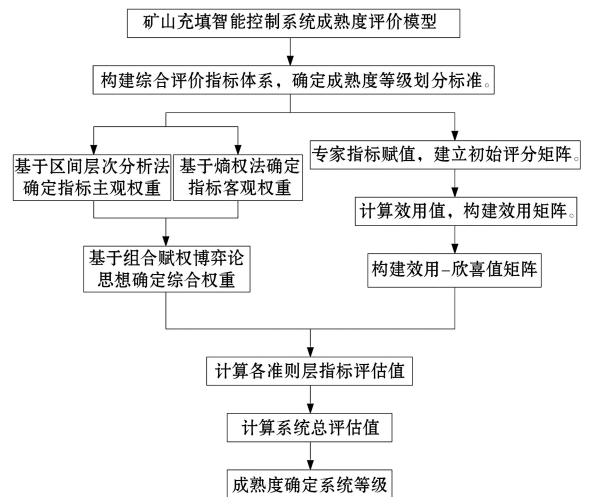 矿山充填智能控制系统成熟度评价模型
构建综合评价指标体系，确定成熟度等级划分标准。
基于区间层次分析法
确定指标主观权重
基于熵权法确定
指标客观权重
专家指标赋值，建立初始评分矩阵。
计算效用值，构建效用矩阵。
基于组合赋权博弈论
思想确定综合权重
构建效用-欣喜值矩阵
计算各准则层指标评估值
计算系统总评估值
成熟度确定系统等级